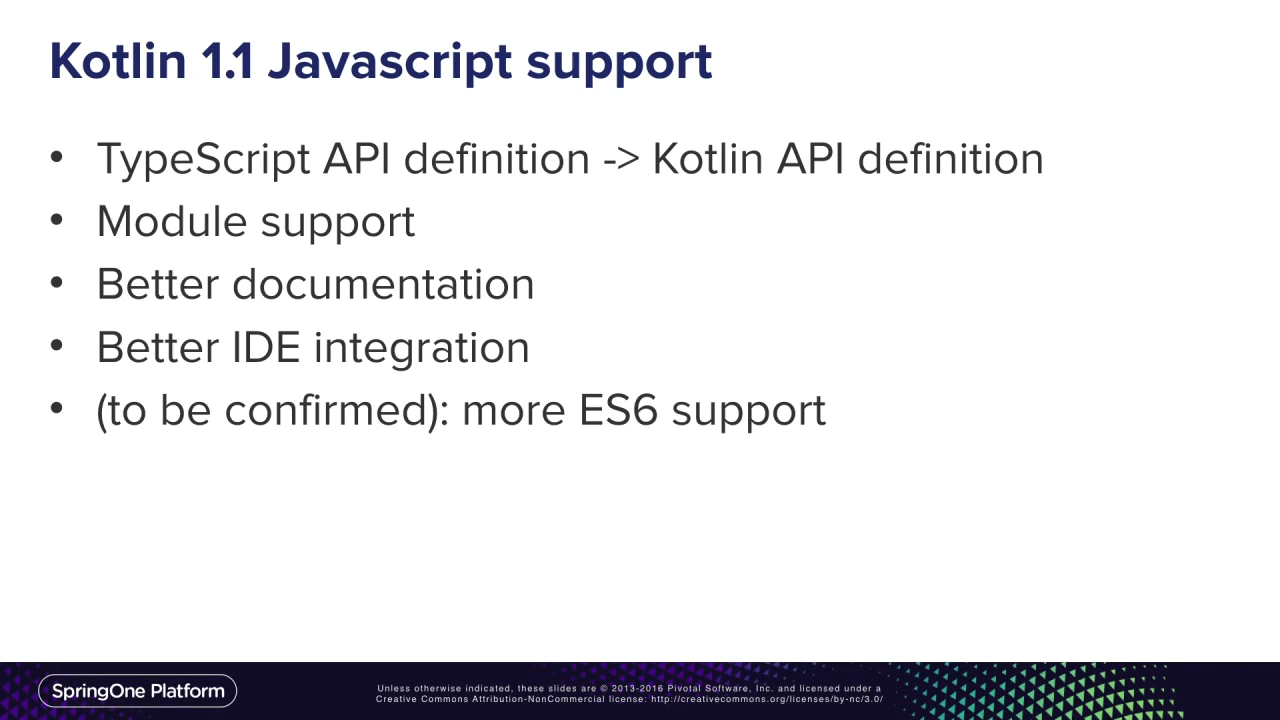 Kotlin 1.1 Javascript support
• TypeScript API definition -> Kotlin API definition
• Module support
• Better documentation
• Better IDE integration
• (to be confirmed): more ES6 support
SpringOne Platform
Unless otherwise indicated, these slides are © 2013-2016 Pivotal Software, Inc. and licensed under a
Creative Commons Attribution-NonCommercial license: http://creativecommons.org/licenses/by-nc/3.0/